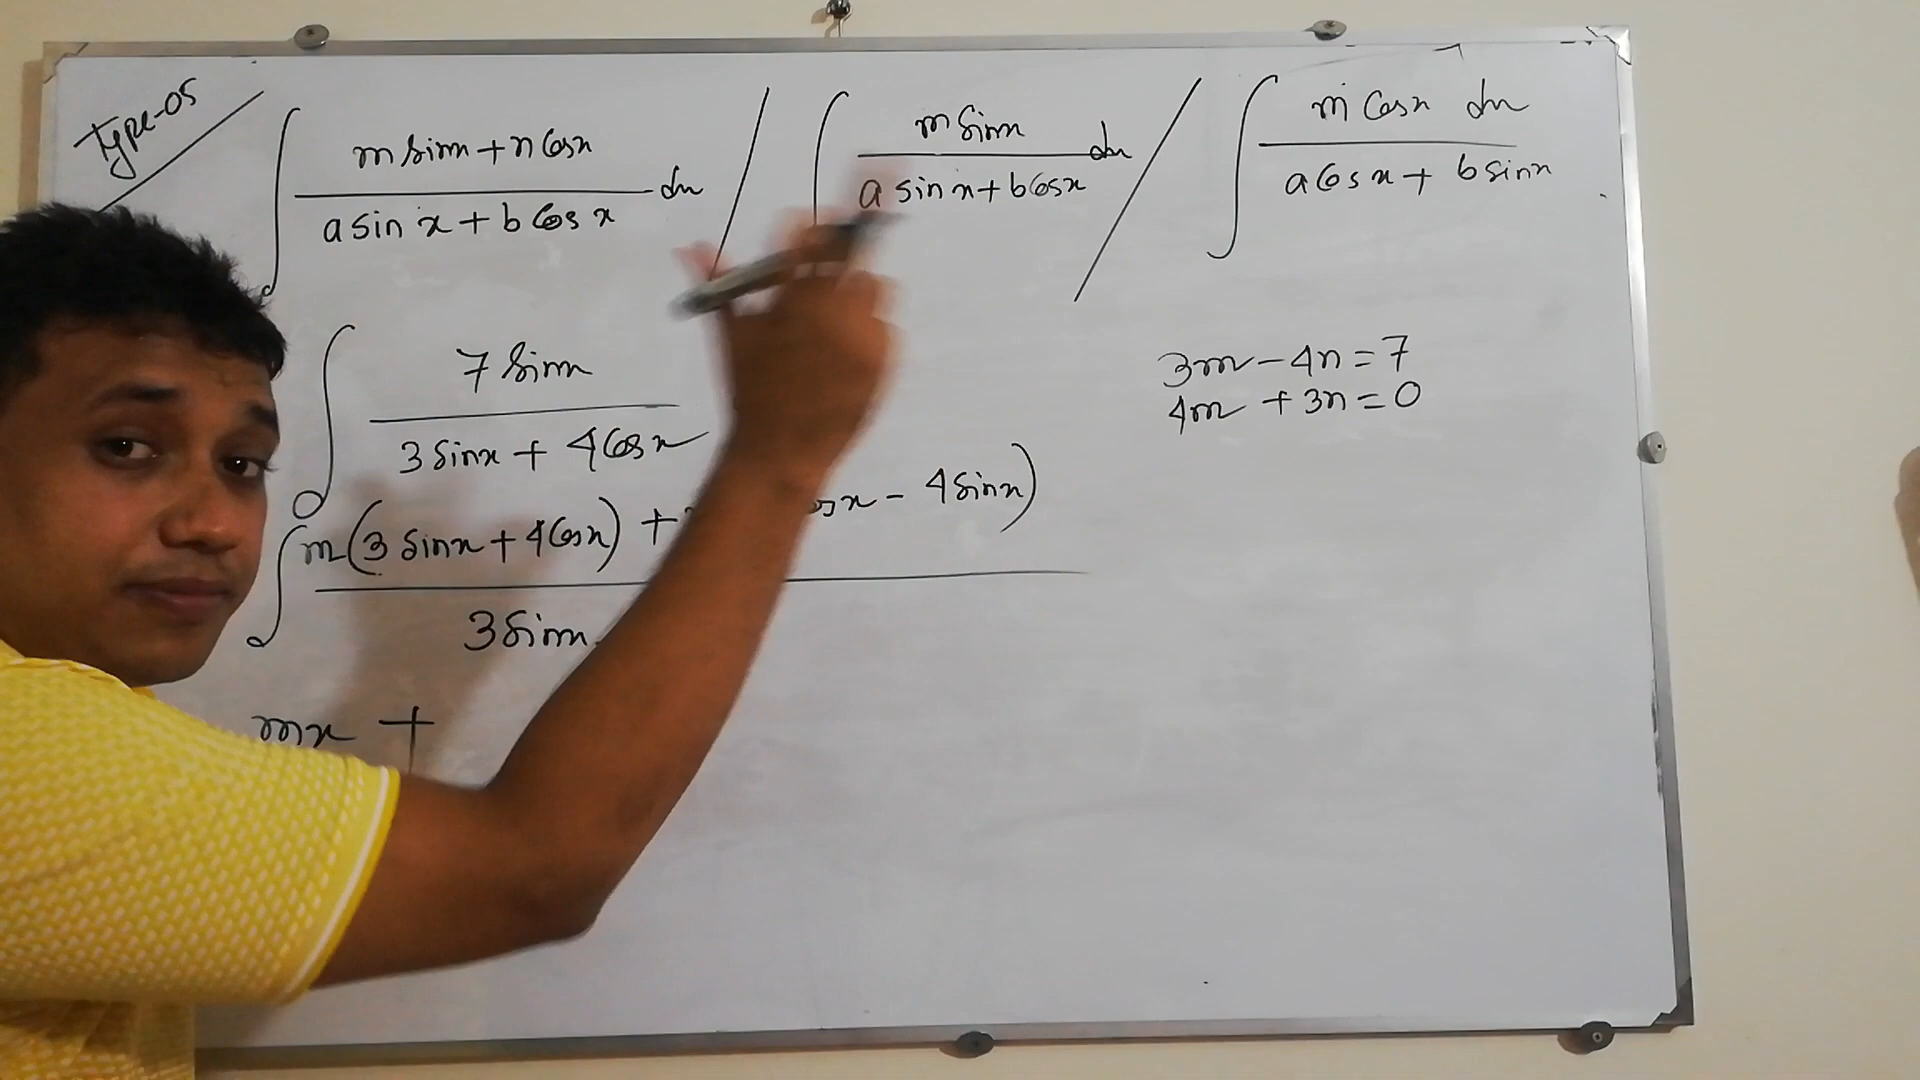 Type-05
∫ (m sinx + n cosx)/(a sin x + b cos x) dx / ∫ (m sinx)/(a sin x + b cosx) dx / ∫ (m cosx dx)/(a cos x + b sinx)
∫ (7 sinx)/(3 sinx + 4 cosx)
3m - 4n = 7
4m + 3n = 0
∫ (m(3 sinx + 4 cosx) + cosx - 4 sinx))/(3 sinx
mx +